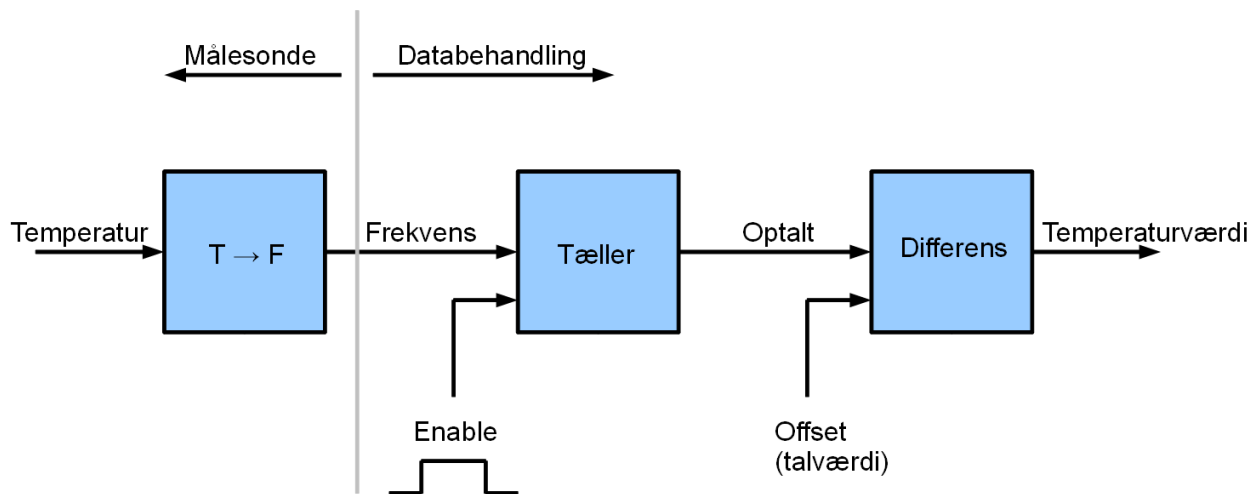 Målesonde
Databehandling
Temperatur
T → F
Frekvens
Tæller
Optalt
Differens
Temperaturværdi
Enable
Offset
(talværdi)